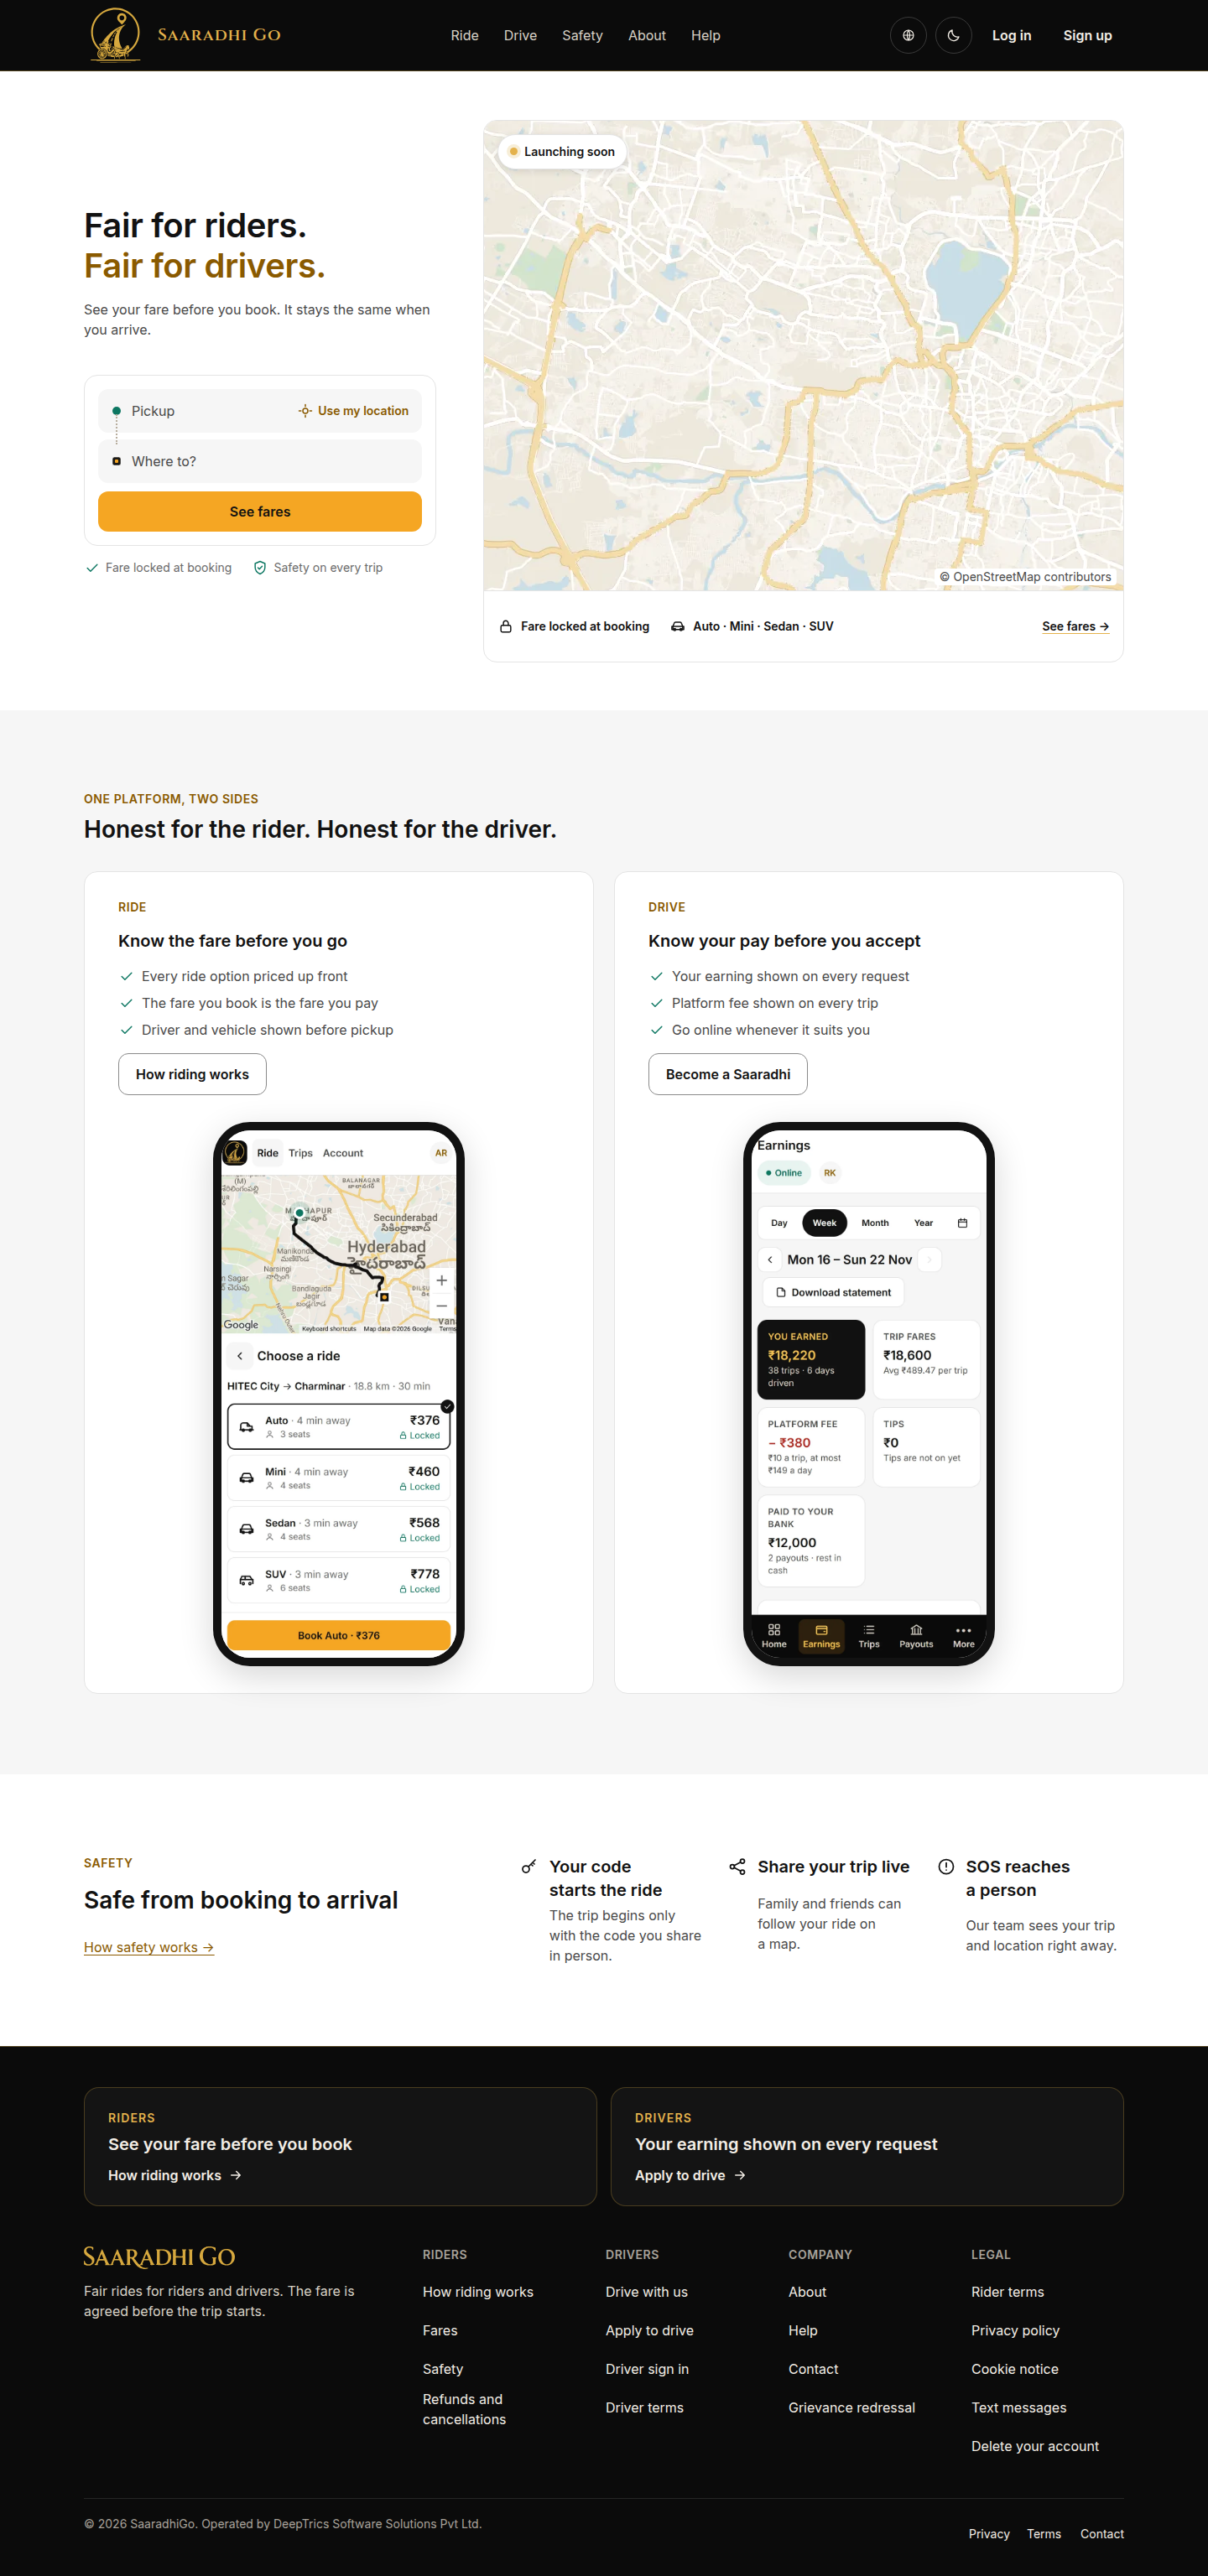 SAARADHI GO
Ride
Drive
Safety
About
Help
Log in
Sign up
Fair for riders.
Fair for drivers.
See your fare before you book. It stays the same when
you arrive.
Pickup
Use my location
Where to?
See fares
Fare locked at booking
Safety on every trip
Launching soon
© OpenStreetMap contributors
Fare locked at booking
Auto · Mini · Sedan · SUV
See fares →
ONE PLATFORM, TWO SIDES
Honest for the rider. Honest for the driver.
RIDE
Know the fare before you go
Every ride option priced up front
The fare you book is the fare you pay
Driver and vehicle shown before pickup
How riding works
Ride
Trips
Account
AR
(M)
BALANAGAR
Secunderabad
సికింద్రాబాద్
Hyderabad
హైదరాబాద్
Manikonda
Narsingi
నార్సింగి
Bandlaguda
Jagir
n Sagar
Google
Keyboard shortcuts
Map data ©2026 Google
Terms
Choose a ride
HITEC City → Charminar · 18.8 km · 30 min
Auto · 4 min away
₹376
3 seats
Locked
Mini · 4 min away
₹460
4 seats
Locked
Sedan · 3 min away
₹568
4 seats
Locked
SUV · 3 min away
₹778
6 seats
Locked
Book Auto · ₹376
DRIVE
Know your pay before you accept
Your earning shown on every request
Platform fee shown on every trip
Go online whenever it suits you
Become a Saaradhi
Earnings
Online
RK
Day
Week
Month
Year
Mon 16 – Sun 22 Nov
Download statement
YOU EARNED
₹18,220
38 trips · 6 days
driven
TRIP FARES
₹18,600
Avg ₹489.47 per trip
PLATFORM FEE
− ₹380
₹10 a trip, at most
₹149 a day
TIPS
₹0
Tips are not on yet
PAID TO YOUR
BANK
₹12,000
2 payouts · rest in
cash
Home
Earnings
Trips
Payouts
More
SAFETY
Safe from booking to arrival
How safety works →
Your code
starts the ride
The trip begins only
with the code you share
in person.
Share your trip live
Family and friends can
follow your ride on
a map.
SOS reaches
a person
Our team sees your trip
and location right away.
RIDERS
See your fare before you book
How riding works →
DRIVERS
Your earning shown on every request
Apply to drive →
SAARADHI GO
Fair rides for riders and drivers. The fare is
agreed before the trip starts.
RIDERS
How riding works
Fares
Safety
Refunds and
cancellations
DRIVERS
Drive with us
Apply to drive
Driver sign in
Driver terms
COMPANY
About
Help
Contact
Grievance redressal
LEGAL
Rider terms
Privacy policy
Cookie notice
Text messages
Delete your account
© 2026 SaaradhiGo. Operated by DeepTrics Software Solutions Pvt Ltd.
Privacy
Terms
Contact